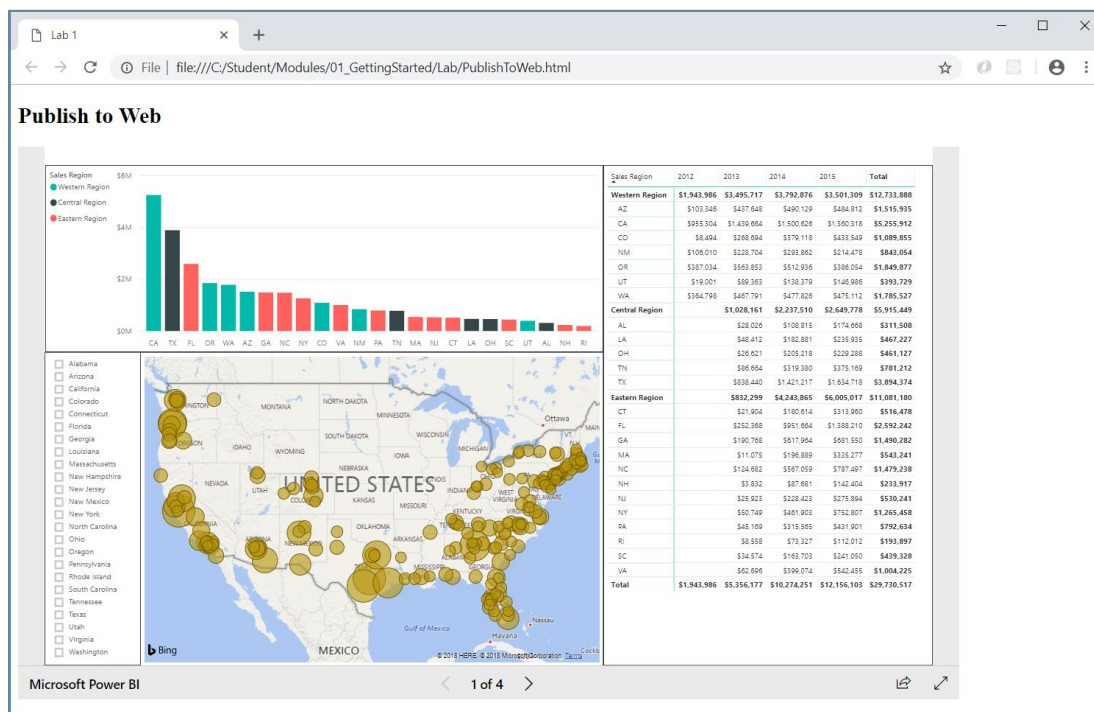 Lab 1
File | file:///C:/Student/Modules/01_GettingStarted/Lab/PublishToWeb.html
Publish to Web
Sales Region
Western Region
Central Region
Eastern Region
$6M
$4M
$2M
$0M
CA TX FL OR WA AZ GA NC NY CO VA NM PA TN MA NJ CT LA OH SC UT AL NH RI
Sales Region 2012 2013 2014 2015 Total
Western Region $1,943,986 $3,495,717 $3,792,876 $3,501,309 $12,733,888
AZ $103,346 $437,648 $490,129 $484,812 $1,515,935
CA $955,304 $1,439,664 $1,500,626 $1,360,318 $5,255,912
CO $8,494 $268,694 $379,118 $433,549 $1,089,855
NM $106,010 $228,704 $293,862 $214,478 $843,054
OR $387,034 $563,853 $512,936 $386,054 $1,849,877
UT $19,001 $89,363 $138,379 $146,986 $393,729
WA $364,798 $467,791 $477,826 $475,112 $1,785,527
Central Region $1,028,161 $2,237,510 $2,649,778 $5,915,449
AL $28,026 $108,815 $174,668 $311,508
LA $48,412 $182,881 $235,935 $467,227
OH $26,621 $205,218 $229,288 $461,127
TN $86,664 $319,380 $375,169 $781,212
TX $838,440 $1,421,217 $1,634,718 $3,894,374
Eastern Region $832,299 $4,243,865 $6,005,017 $11,081,180
CT $21,904 $180,614 $313,960 $516,478
FL $252,368 $951,664 $1,388,210 $2,592,242
GA $190,768 $617,964 $681,550 $1,490,282
MA $11,075 $196,889 $335,277 $543,241
NC $124,682 $567,059 $787,497 $1,479,238
NH $3,832 $87,681 $142,404 $233,917
NJ $25,923 $228,423 $275,894 $530,241
NY $50,749 $461,903 $752,807 $1,265,458
PA $45,169 $315,565 $431,901 $792,634
RI $8,558 $73,327 $112,012 $193,897
SC $34,574 $163,703 $241,050 $439,328
VA $62,696 $399,074 $542,455 $1,004,225
Total $1,943,986 $5,356,177 $10,274,251 $12,156,103 $29,730,517
Alabama
Arizona
California
Colorado
Connecticut
Florida
Georgia
Louisiana
Massachusetts
New Hampshire
New Jersey
New Mexico
New York
North Carolina
Ohio
Oregon
Pennsylvania
Rhode Island
South Carolina
Tennessee
Texas
Utah
Virginia
Washington
MONTANA
NORTH DAKOTA
MINNESOTA
Ottawa
SOUTH DAKOTA
WISCONSIN
MICHIGAN
VT
IDAHO
WYOMING
IOWA
NEBRASKA
NEVADA
UTAH
UNITED STATES
KANSAS
MISSOURI
WEST VIRGINIA
KENTUCKY
OKLAHOMA
ARKANSAS
MISSISSIPPI
Gulf of Mexico
Nassau
Havana
MEXICO
Bing
© 2018 HERE, © 2018 Microsoft Corporation Terms
Microsoft Power BI
1 of 4